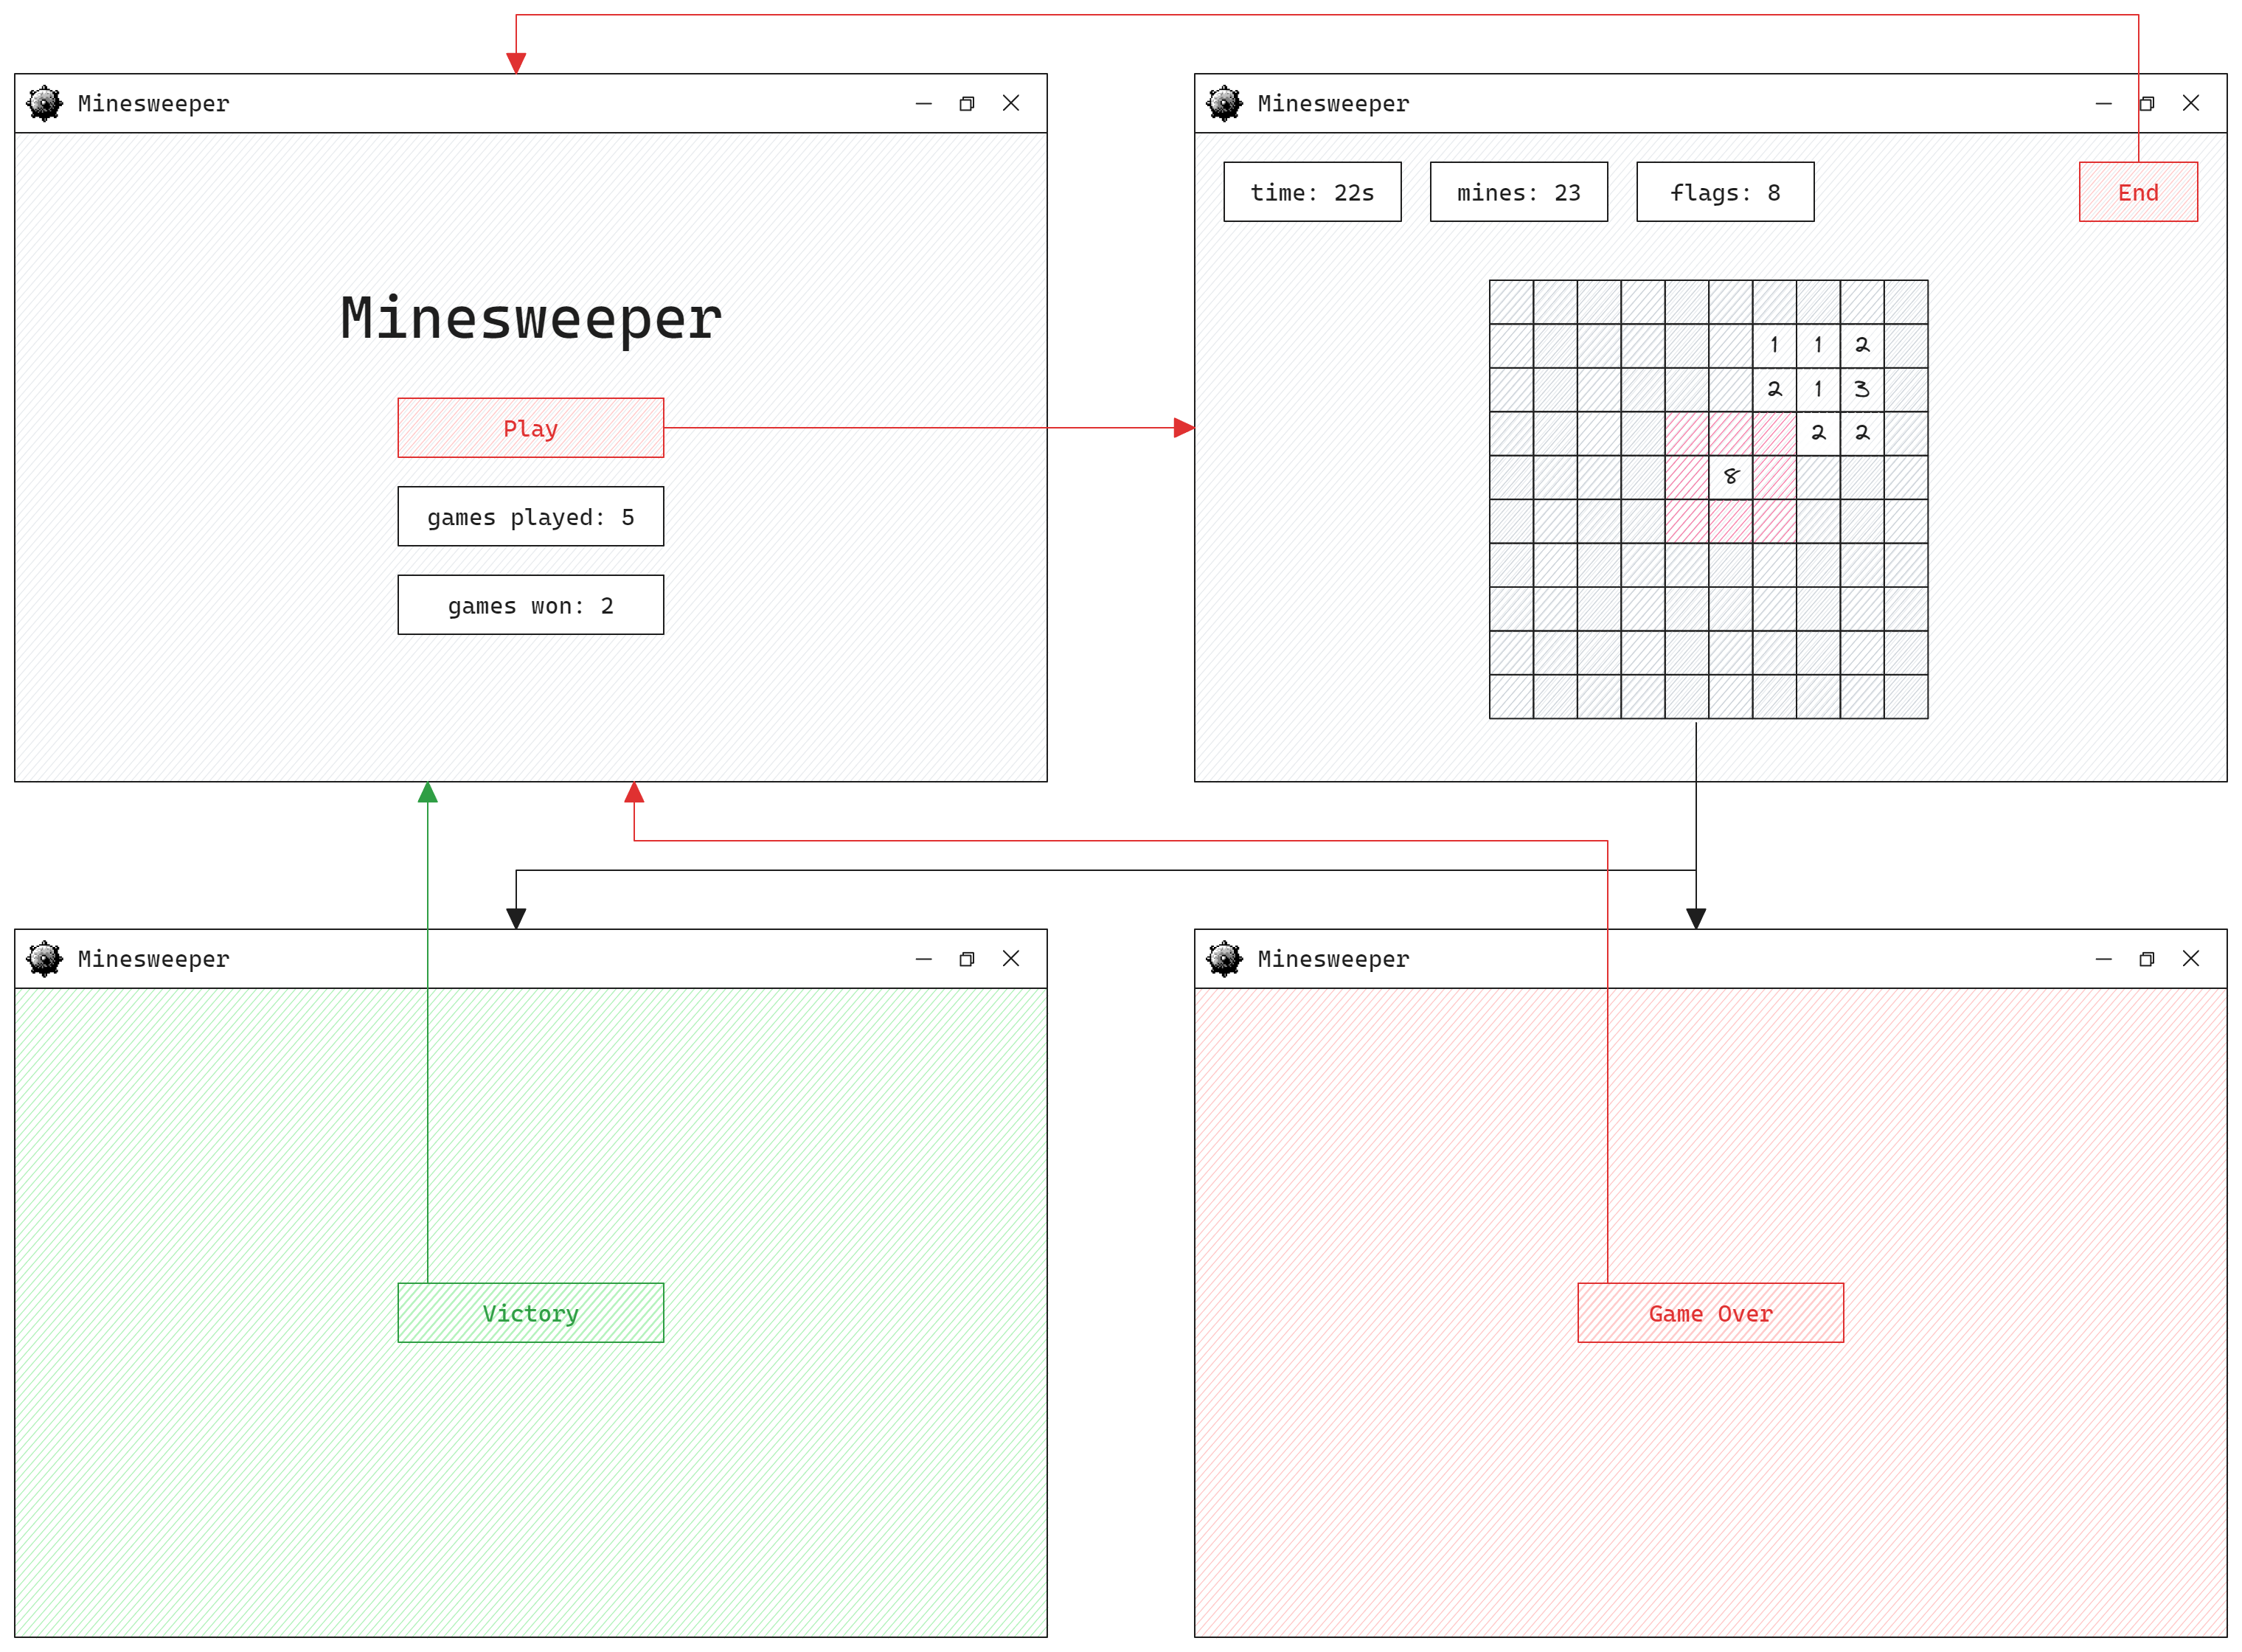 Minesweeper
Minesweeper
Play
games played: 5
games won: 2
Minesweeper
time: 22s
mines: 23
flags: 8
End
1 1 2
2 1 3
2 2
8
Minesweeper
Victory
Minesweeper
Game Over